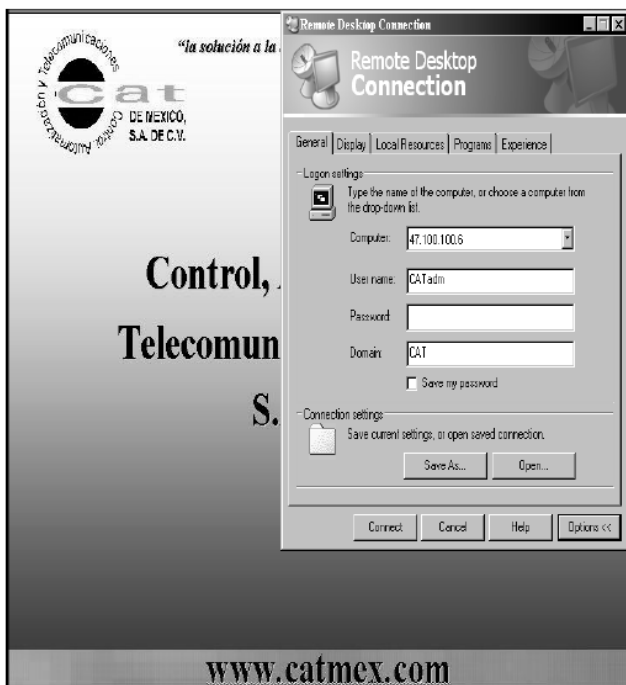 Control Automatización y Telecomunicaciones
"la solución a la
Cat
DE MEXICO,
S.A. DE C.V.
Control,
Telecomun
S.
www.catmex.com
Remote Desktop Connection
Remote Desktop
Connection
General Display Local Resources Programs Experience
Logon settings
Type the name of the computer, or choose a computer from
the drop-down list.
Computer: 47.100.100.6
User name: CATadm
Password:
Domain: CAT
Save my password
Connection settings
Save current settings, or open saved connection.
Save As... Open...
Connect Cancel Help Options <<